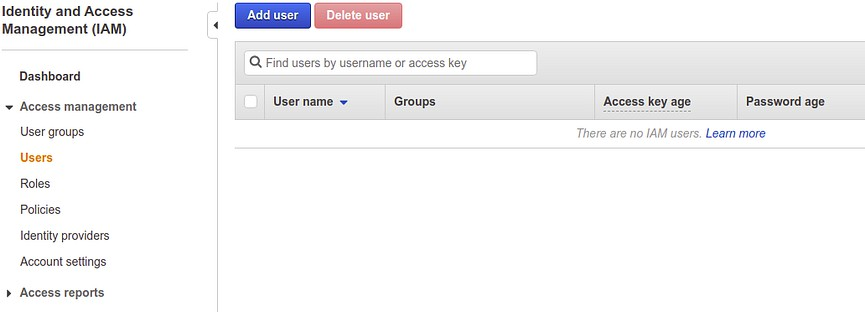 Identity and Access
Management (IAM)
Dashboard
Access management
User groups
Users
Roles
Policies
Identity providers
Account settings
Access reports
Add user Delete user
Find users by username or access key
User name Groups Access key age Password age
There are no IAM users. Learn more